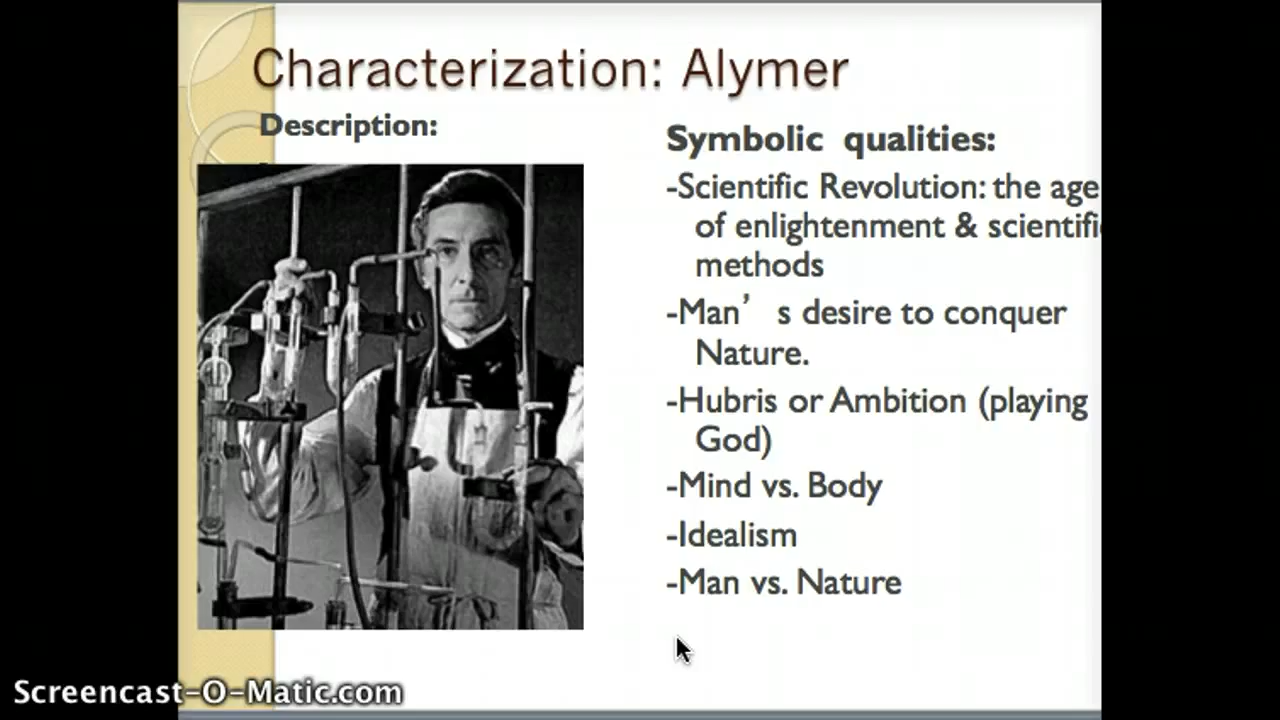 Characterization: Alymer
Description:
Symbolic qualities:
-Scientific Revolution: the age
of enlightenment & scientific
methods
-Man’ s desire to conquer
Nature.
-Hubris or Ambition (playing
God)
-Mind vs. Body
-Idealism
-Man vs. Nature
Screencast-O-Matic.com